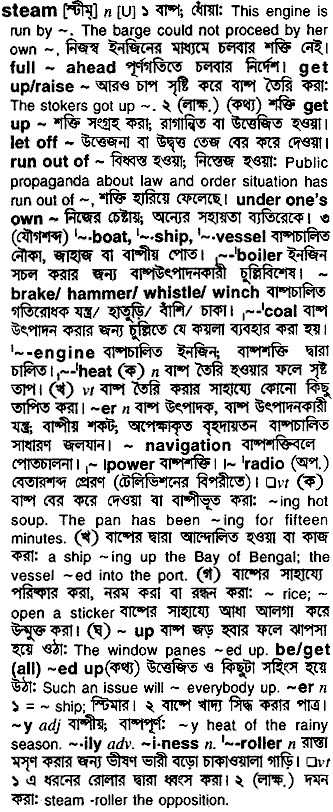 steam [স্টীম্] n [U] ১ বাষ্প; ধোঁয়া: This engine is
run by ~. The barge could not proceed by her
own ~, নিজস্ব ইনজিনের মাধ্যমে চলবার শক্তি নেই।
full ~ ahead পূর্ণগতিতে চলবার নির্দেশ। get
up/raise ~ আরও চাপ সৃষ্টি করে বাষ্প তৈরি করা:
The stokers got up ~. ২ (লাক্ষ.) (কথ্য) শক্তি get
up ~ শক্তি সংগ্রহ করা; রাগান্বিত বা উত্তেজিত হওয়া।
let off ~ উত্তেজনা বা উদ্বৃত্ত তেজ বের করে দেওয়া।
run out of ~ বিধ্বস্ত হওয়া; নিস্তেজ হওয়া: Public
propaganda about law and order situation has
run out of ~, শক্তি হারিয়ে ফেলেছে। under one's
own ~ নিজের চেষ্টায়; অন্যের সহায়তা ব্যতিরেকে। ৩
(যৌগশব্দ) '~-boat, '~-ship, '~-vessel বাষ্পচালিত
নৌকা, জাহাজ বা বাষ্পীয় পোত। '~-'boiler ইনজিন
সচল করার জন্য বাষ্পউৎপাদনকারী চুল্লিবিশেষ। ~
brake/ hammer/ whistle/ winch বাষ্পচালিত
গতিরোধক যন্ত্র/ হাতুড়ি/ বাঁশি/ চাকা। ,~-'coal বাষ্প
উৎপাদন করার জন্য চুল্লিতে যে কয়লা ব্যবহার করা হয়।
'~-engine বাষ্পচালিত ইনজিন; বাষ্পশক্তি দ্বারা
চালিত। ,~-'heat (ক) n বাষ্প তৈরি হওয়ার ফলে সৃষ্ট
তাপ। (খ) vt বাষ্প তৈরি করার সাহায্যে কোনো কিছু
তাপিত করা। ~er n বাষ্প উৎপাদক, বাষ্প উৎপাদনকারী
যন্ত্র; বাষ্পীয় শকট; অপেক্ষাকৃত বৃহদায়তন বাষ্পচালিত
সাধারণ জলযান। ~ navigation বাষ্পশক্তিবলে
পোতচালনা। ,~ 'power বাষ্পশক্তি। ~ 'radio (অপ.)
বেতারশব্দ প্রেরণ (টেলিভিশনের বিপরীতে)। □vt (ক)
বাষ্প বের করে দেওয়া বা বাষ্পীভূত করা: ~ing hot
soup. The pan has been ~ing for fifteen
minutes. (খ) বাষ্পের দ্বারা আন্দোলিত হওয়া বা কাজ
করা: a ship ~ing up the Bay of Bengal; the
vessel ~ed into the port. (গ) বাষ্পের সাহায্যে
পরিষ্কার করা, নরম করা বা রন্ধন করা: ~ rice; ~
open a sticker বাষ্পের সাহায্যে আধা আলগা করে
উন্মুক্ত করা। (ঘ) ~ up বাষ্প জড় হবার ফলে ঝাপসা
হয়ে ওঠা: The window panes ~ed up. be/get
(all) ~ed up (কথ্য) উত্তেজিত ও কিছুটা সহিংস হয়ে
উঠা: Such an issue will ~ everybody up. ~er n
১ = ~ ship; স্টিমার। ২ বাষ্পে খাদ্য সিদ্ধ করার পাত্র।
~y adj বাষ্পীয়; বাষ্পপূর্ণ: ~y heat of the rainy
season. ~·ily adv. ~i-ness n. '~-roller n রাস্তা
মসৃণ করার জন্য ভীষণ ভারী বড়ো চাকাওয়ালা গাড়ি। □vt
১ এ ধরনের রোলার দ্বারা ধ্বংস করা। ২ (লাক্ষ.) দমন
করা: steam -roller the opposition.